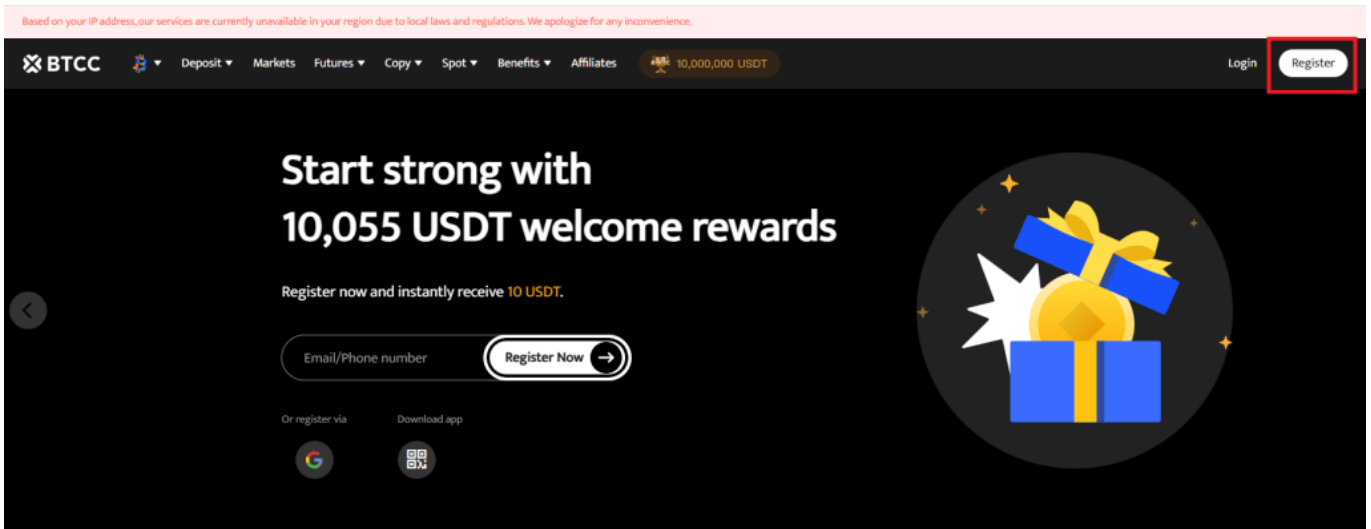 Based on your IP address,our services are currently unavailable in your region due to local laws and regulations. We apologize for any inconvenience.
BTCC Deposit Markets Futures Copy Spot Benefits Affiliates 10,000,000 USDT Login Register
Start strong with
10,055 USDT welcome rewards
Register now and instantly receive 10 USDT.
Email/Phone number Register Now
Or register via Download app